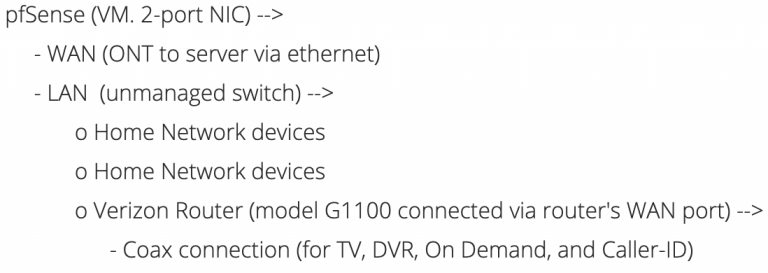 pfSense (VM. 2-port NIC) -->
- WAN (ONT to server via ethernet)
- LAN (unmanaged switch) -->
o Home Network devices
o Home Network devices
o Verizon Router (model G1100 connected via router's WAN port) -->
- Coax connection (for TV, DVR, On Demand, and Caller-ID)